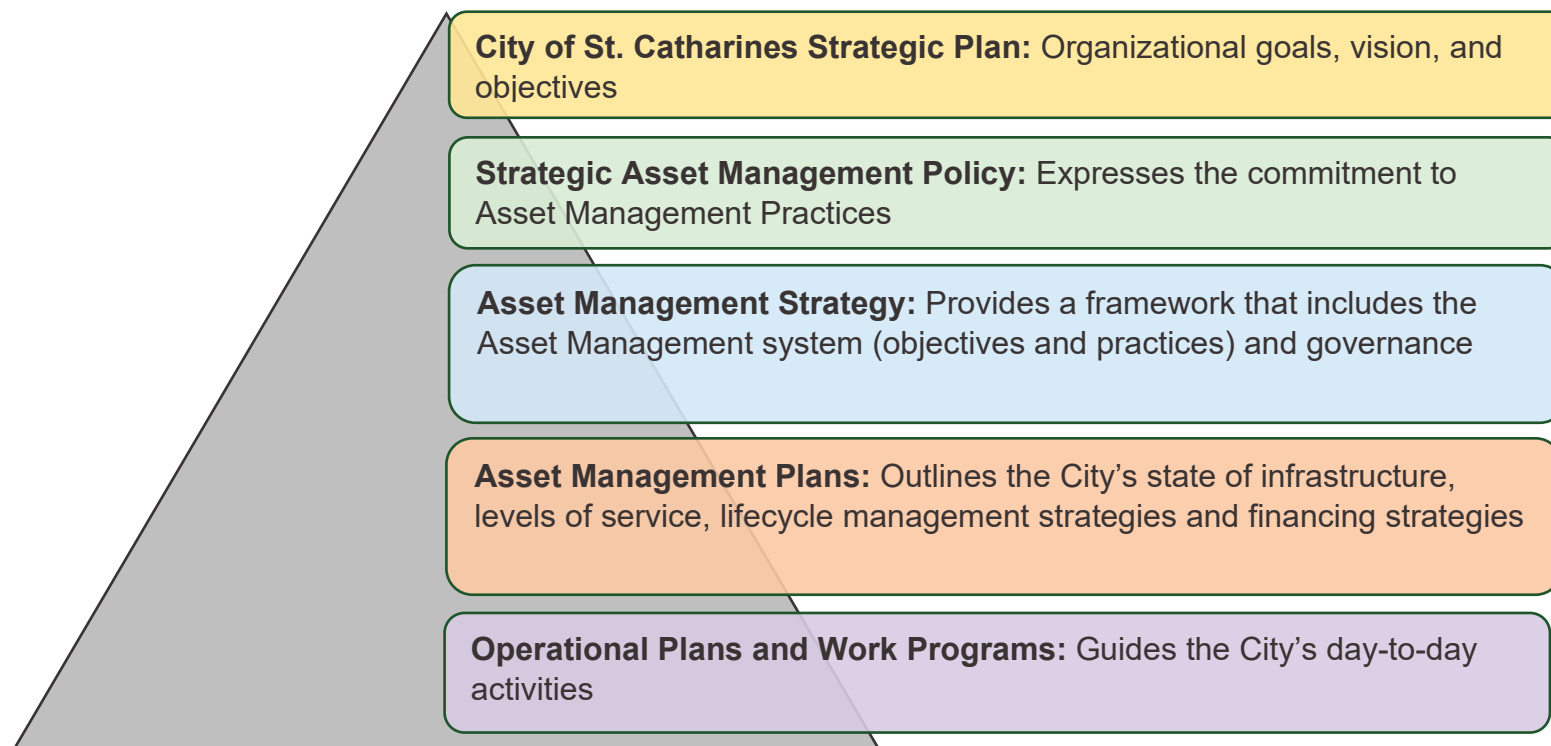 City of St. Catharines Strategic Plan: Organizational goals, vision, and
objectives
Strategic Asset Management Policy: Expresses the commitment to
Asset Management Practices
Asset Management Strategy: Provides a framework that includes the
Asset Management system (objectives and practices) and governance
Asset Management Plans: Outlines the City’s state of infrastructure,
levels of service, lifecycle management strategies and financing strategies
Operational Plans and Work Programs: Guides the City’s day-to-day
activities